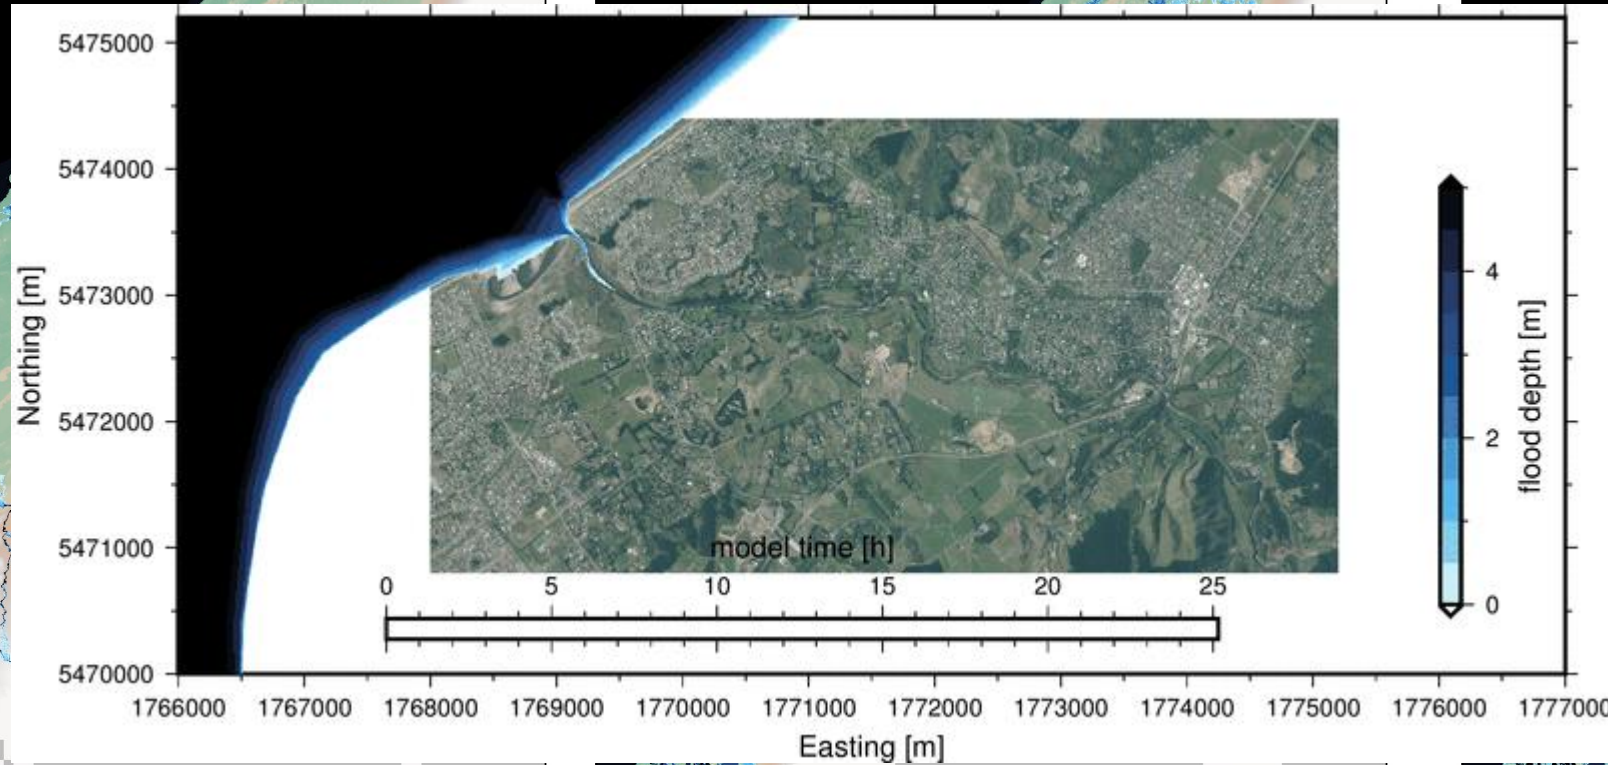 5475000
5474000
5473000
5472000
5471000
5470000
Northing [m]
model time [h]
0 5 10 15 20 25
4
2
0
flood depth [m]
1766000 1767000 1768000 1769000 1770000 1771000 1772000 1773000 1774000 1775000 1776000 1777000
Easting [m]